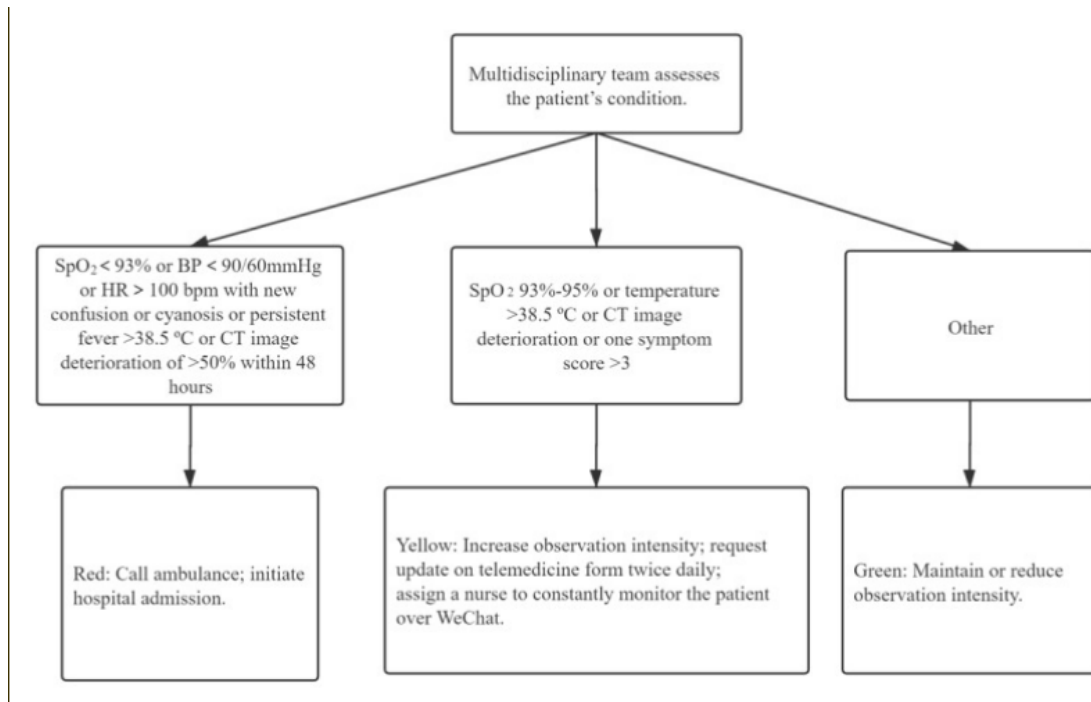 Multidisciplinary team assesses
the patient's condition.
SpO₂ < 93% or BP < 90/60mmHg
or HR > 100 bpm with new
confusion or cyanosis or persistent
fever >38.5 ºC or CT image
deterioration of >50% within 48
hours
SpO₂ 93%-95% or temperature
>38.5 ºC or CT image
deterioration or one symptom
score >3
Other
Red: Call ambulance; initiate
hospital admission.
Yellow: Increase observation intensity; request
update on telemedicine form twice daily;
assign a nurse to constantly monitor the patient
over WeChat.
Green: Maintain or reduce
observation intensity.